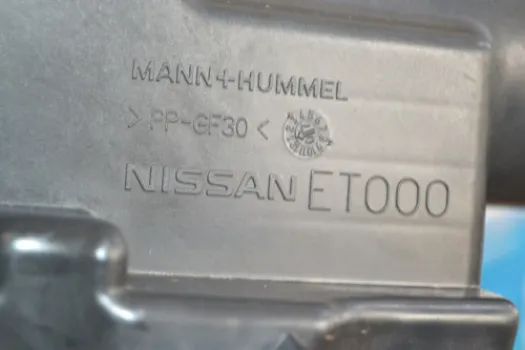 MANN+HUMMEL
>PP-GF30<
NISSAN ET000